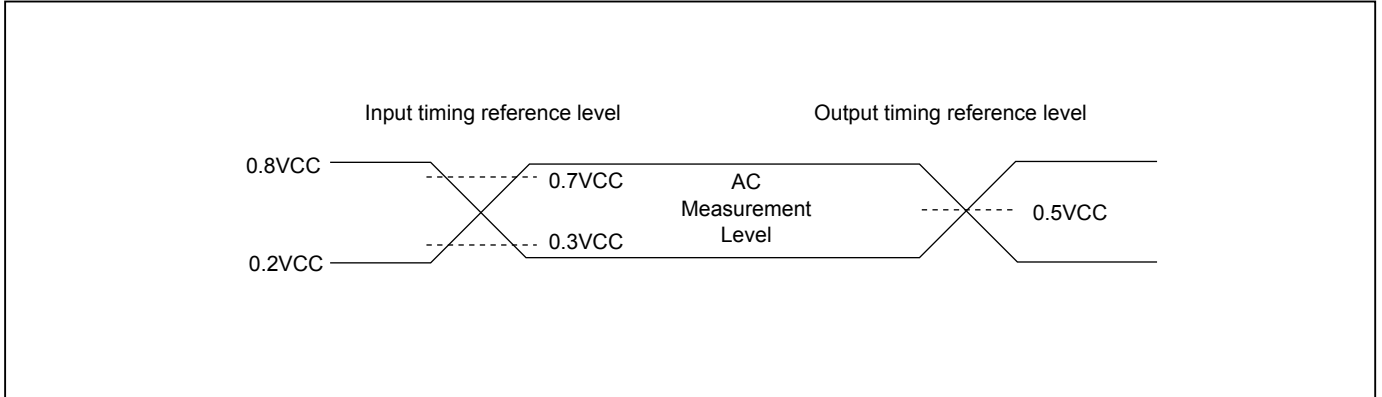 Input timing reference level
Output timing reference level
0.8VCC
0.7VCC
AC
Measurement
Level
0.5VCC
0.3VCC
0.2VCC